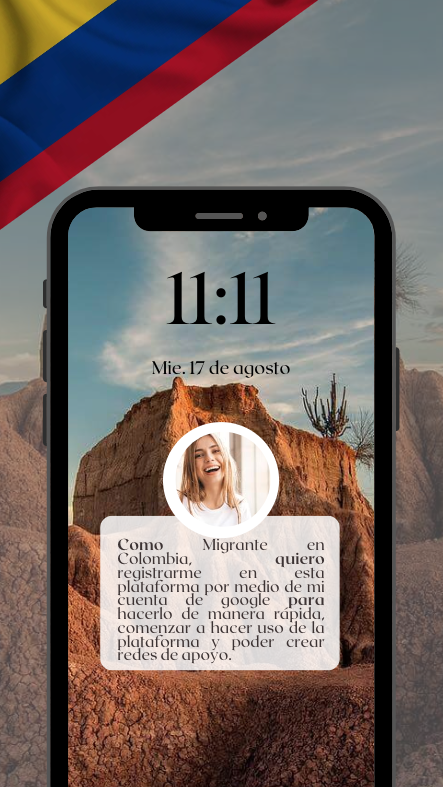 11:11
Mie. 17 de agosto
Como Migrante en
Colombia, quiero
registrarme en esta
plataforma por medio de mi
cuenta de google para
hacerlo de manera rápida,
comenzar a hacer uso de la
plataforma y poder crear
redes de apoyo.